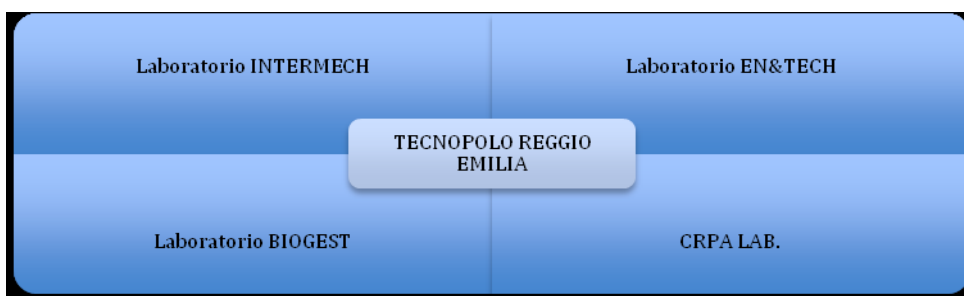 Laboratorio INTERMECH
Laboratorio EN&TECH
TECNOPOLO REGGIO
EMILIA
Laboratorio BIOGEST
CRPA LAB.